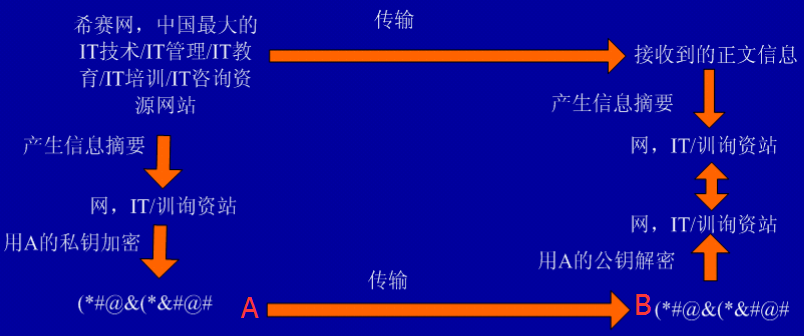 希赛网，中国最大的
IT技术/IT管理/IT教
育/IT培训/IT咨询资
源网站
传输
接收到的正文信息
产生信息摘要
产生信息摘要
网，IT/训询资站
网，IT/训询资站
用A的私钥加密
网，IT/训询资站
用A的公钥解密
(*#@&(*&#@#
A
传输
B
(*#@&(*&#@#